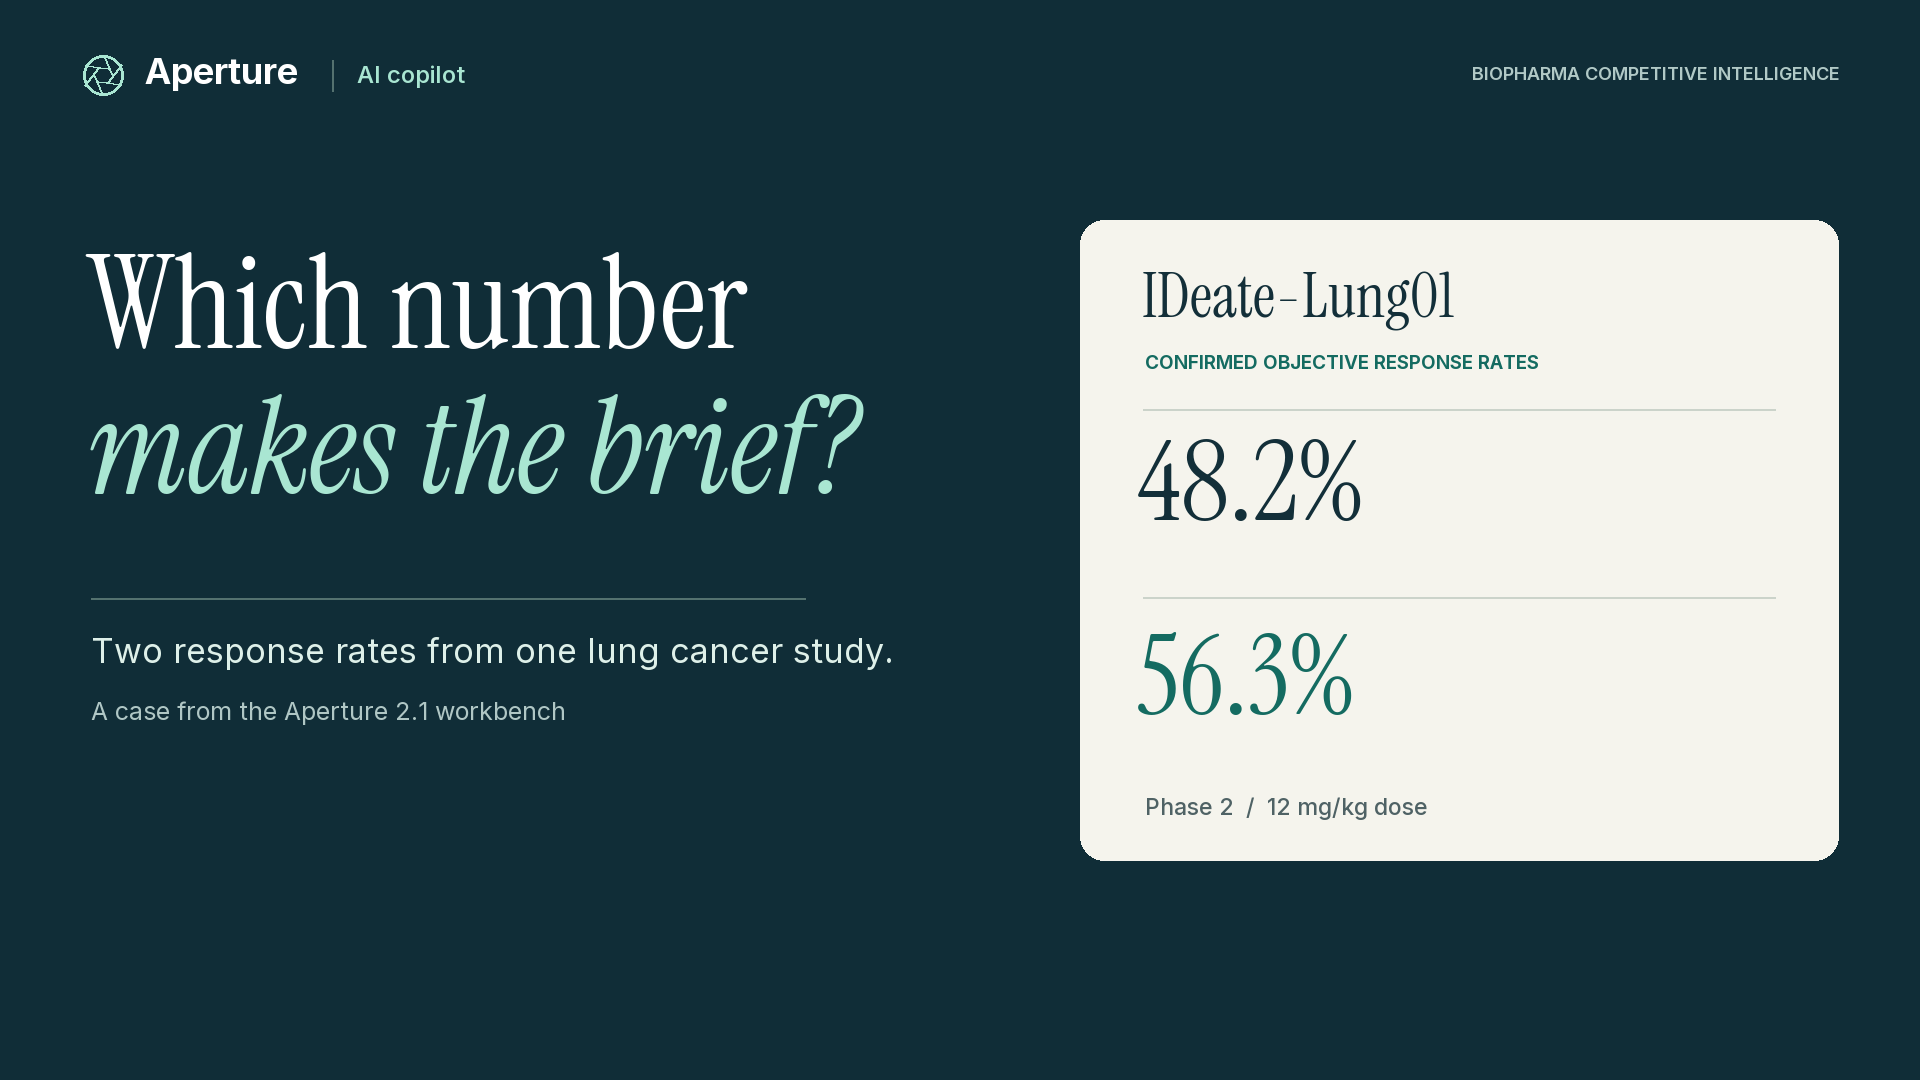 Aperture
AI copilot
BIOPHARMA COMPETITIVE INTELLIGENCE
Which number
makes the brief?
Two response rates from one lung cancer study.
A case from the Aperture 2.1 workbench
IDeate-Lung01
CONFIRMED OBJECTIVE RESPONSE RATES
48.2%
56.3%
Phase 2 / 12 mg/kg dose